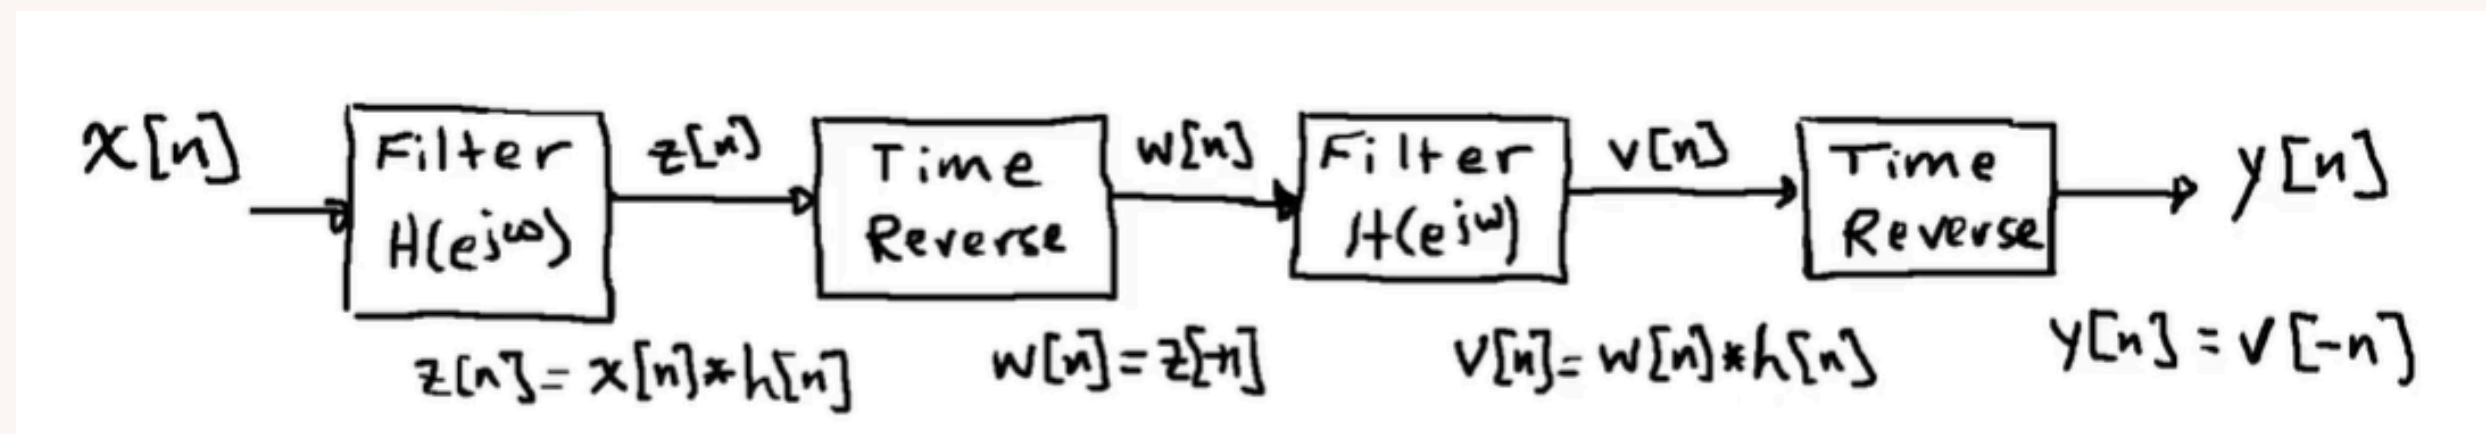 x[n]
Filter
H(e^jω)
z[n]
Time
Reverse
w[n]
Filter
H(e^jω)
v[n]
Time
Reverse
y[n]
z[n] = x[n]*h[n]
w[n] = z[-n]
v[n] = w[n]*h[n]
y[n] = v[-n]